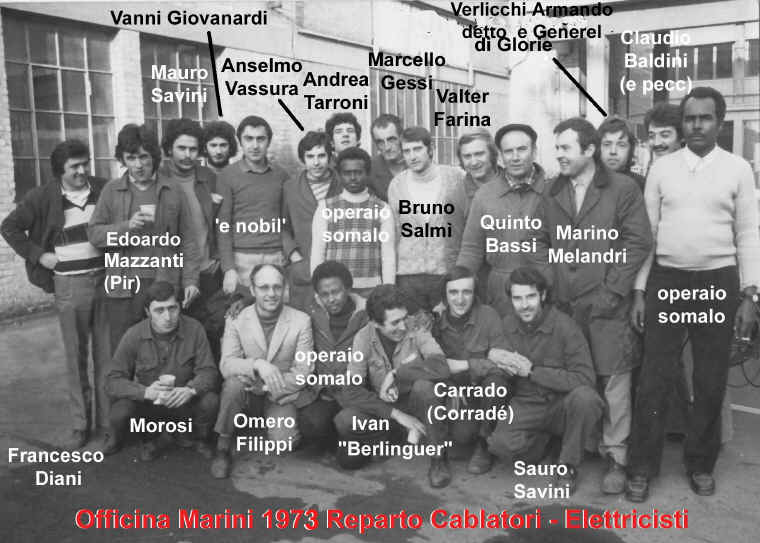 Vanni Giovanardi
Verlicchi Armando
detto e Generel
di Glorie
Claudio
Baldini
(e pecc)
Mauro
Savini
Anselmo
Vassura
Andrea
Tarroni
Marcello
Gessi
Valter
Farina
Edoardo
Mazzanti
(Pir)
'e nobil'
operaio
somalo
Bruno
Salmì
Quinto
Bassi
Marino
Melandri
operaio
somalo
Morosi
Omero
Filippi
operaio
somalo
Ivan
"Berlinguer"
Carrado
(Corradé)
Francesco
Diani
Sauro
Savini
Officina Marini 1973 Reparto Cablatori - Elettricisti